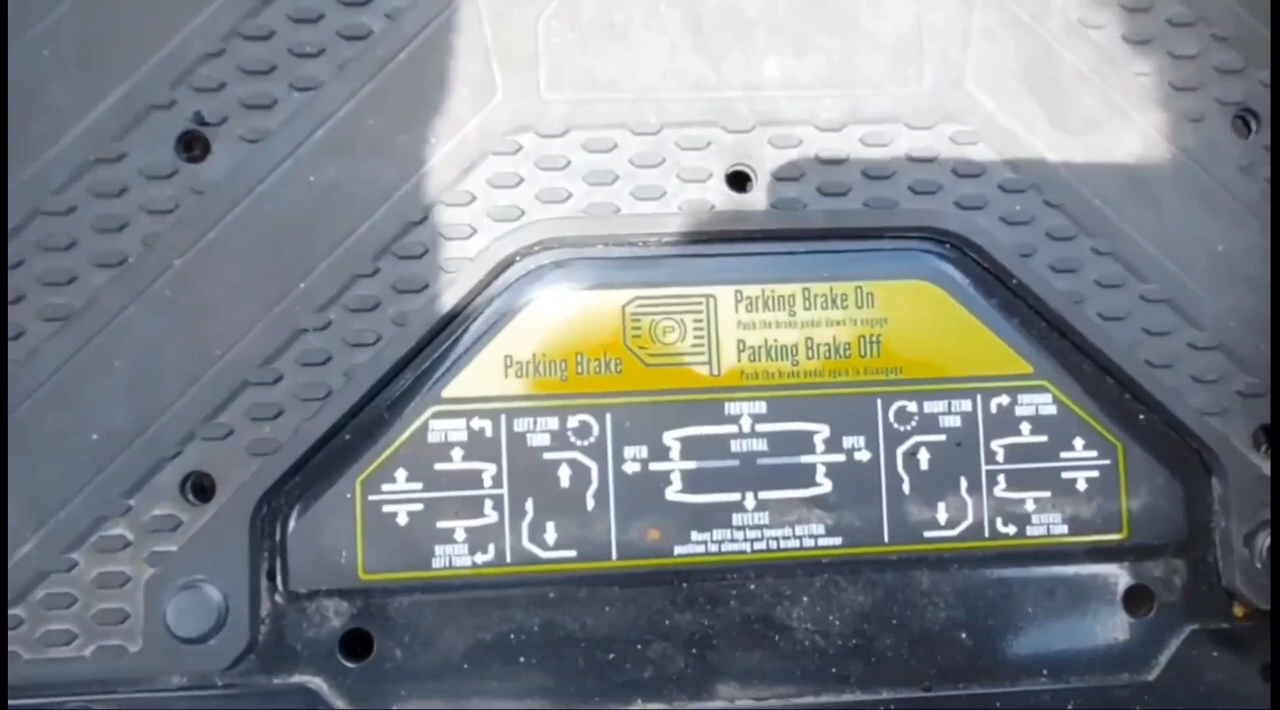 Parking Brake On
Push the brake pedal down to engage
Parking Brake
P
Parking Brake Off
Push the brake pedal again to disengage
FORWARD
LEFT TURN
LEFT ZERO
TURN
FORWARD
OPEN
NEUTRAL
OPEN
REVERSE
Move BOTH lap bars towards NEUTRAL
position for slowing and to brake the mower
RIGHT ZERO
TURN
FORWARD
RIGHT TURN
REVERSE
LEFT TURN
REVERSE
RIGHT TURN